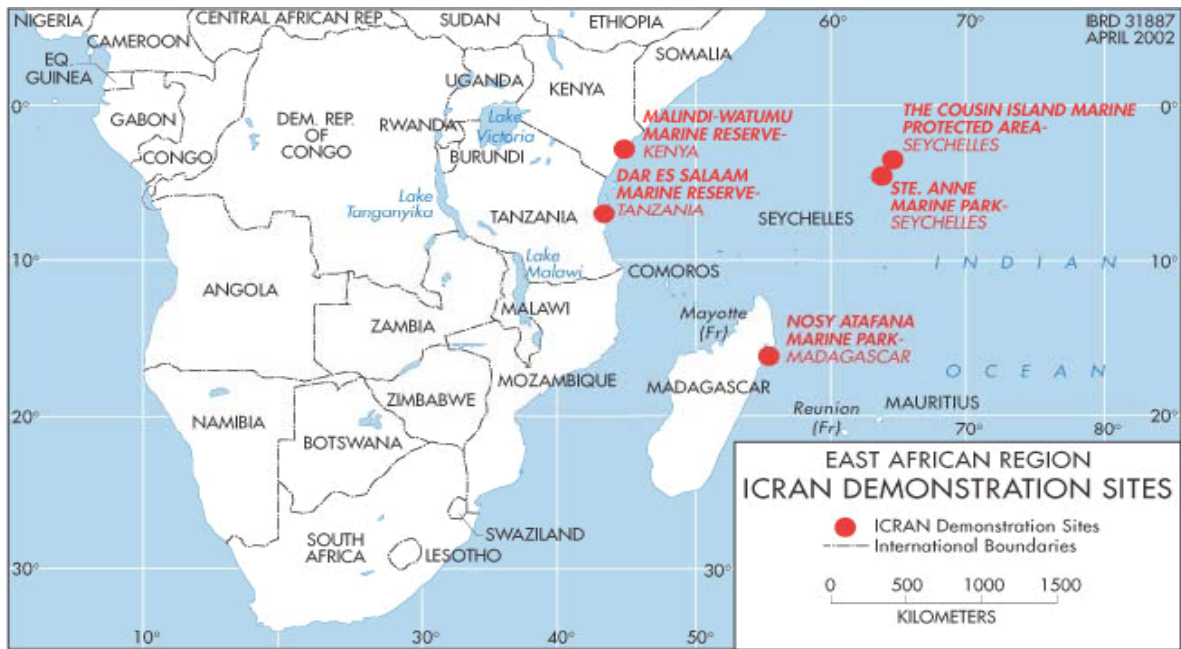 NIGERIA
CENTRAL AFRICAN REP.
SUDAN
ETHIOPIA
60°
70°
IBRD 31887
APRIL 2002
CAMEROON
SOMALIA
EQ.
GUINEA
UGANDA
KENYA
0°
0°
GABON
DEM. REP.
OF
CONGO
RWANDA
Lake
Victoria
MALINDI-WATUMU
MARINE RESERVE-
KENYA
THE COUSIN ISLAND MARINE
PROTECTED AREA-
SEYCHELLES
CONGO
BURUNDI
DAR ES SALAAM
MARINE RESERVE-
TANZANIA
STE. ANNE
MARINE PARK-
SEYCHELLES
Lake
Tanganyika
TANZANIA
SEYCHELLES
10°
10°
INDIAN
Lake
Malawi
COMOROS
ANGOLA
MALAWI
ZAMBIA
Mayotte
(Fr)
NOSY ATAFANA
MARINE PARK-
MADAGASCAR
OCEAN
MOZAMBIQUE
MADAGASCAR
ZIMBABWE
NAMIBIA
BOTSWANA
Reunion
(Fr)
MAURITIUS
20°
20°
70°
80°
EAST AFRICAN REGION
ICRAN DEMONSTRATION SITES
ICRAN Demonstration Sites
International Boundaries
0 500 1000 1500
KILOMETERS
SWAZILAND
SOUTH
AFRICA
LESOTHO
30°
30°
10°
30°
40°
50°